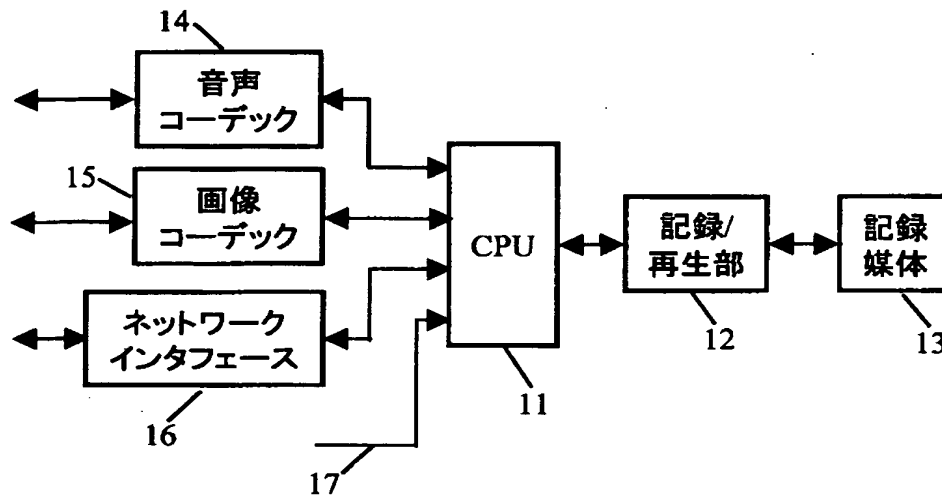 14
音声
コーデック
15
画像
コーデック
ネットワーク
インタフェース
16
17
CPU
11
記録/
再生部
12
記録
媒体
13